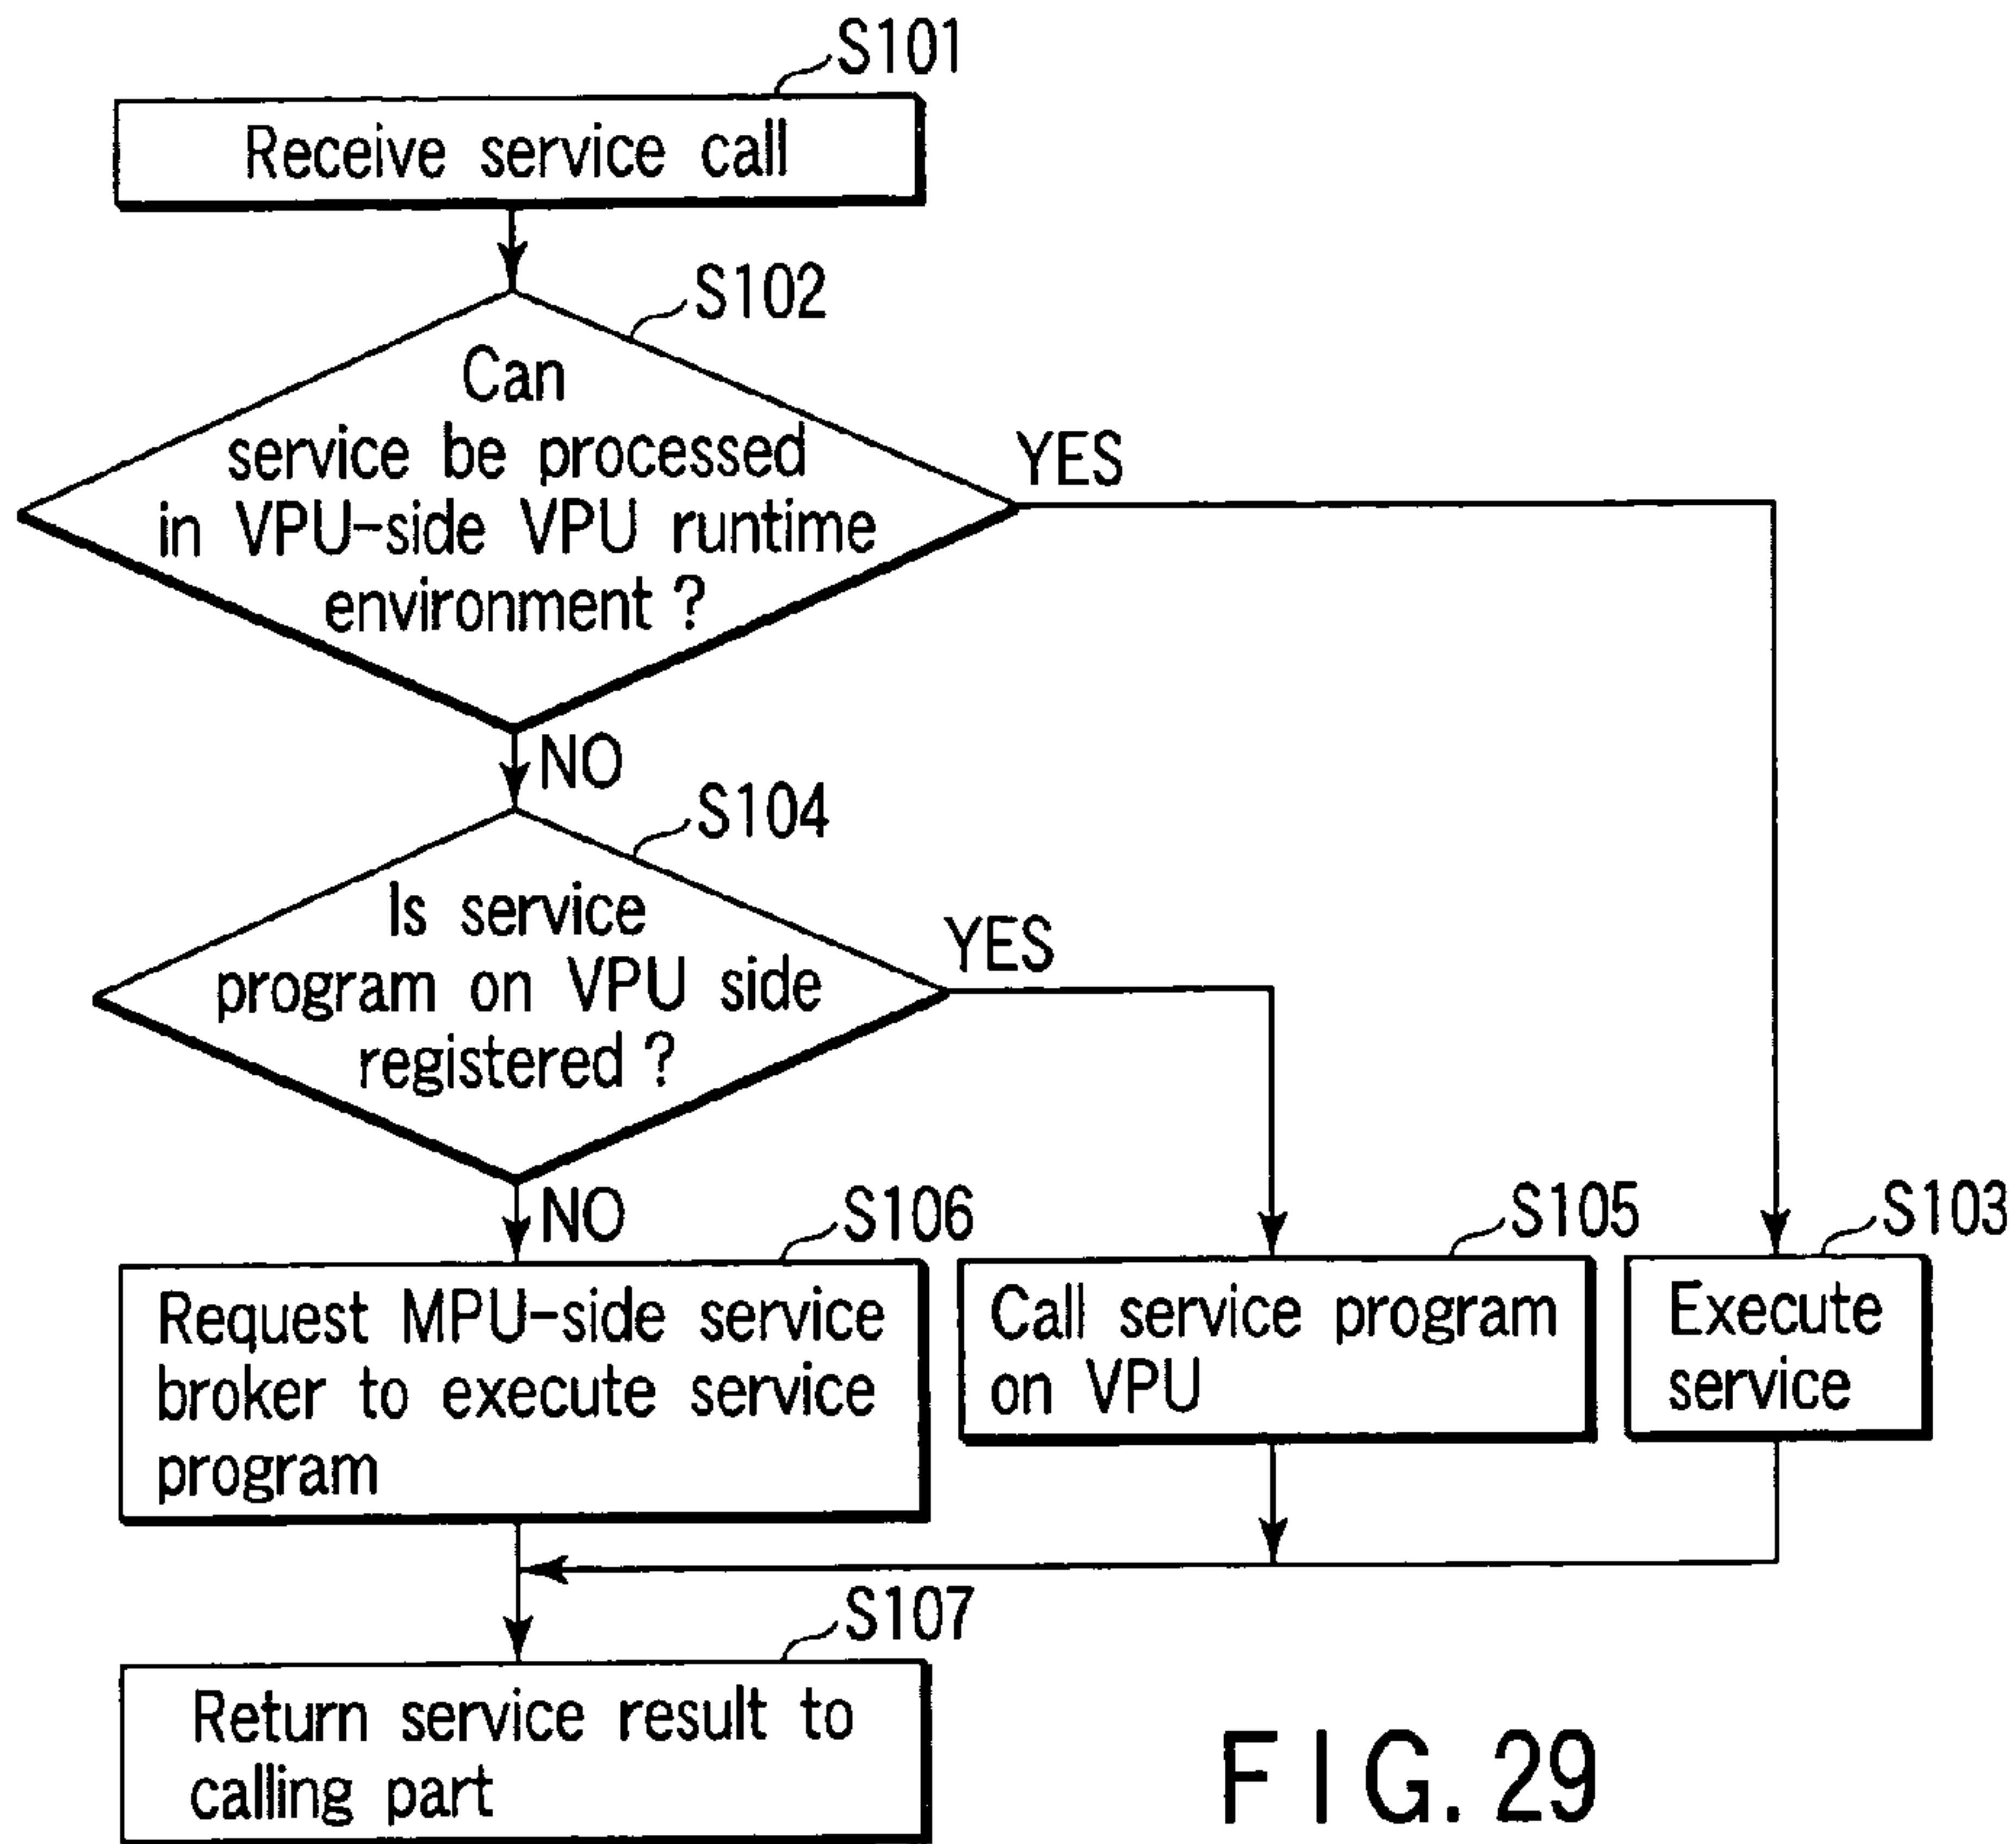 S101
Receive service call
S102
Can
service be processed
in VPU-side VPU runtime
environment ?
YES
NO
S104
Is service
program on VPU side
registered ?
YES
NO
S106
Request MPU-side service
broker to execute service
program
S105
Call service program
on VPU
S103
Execute
service
S107
Return service result to
calling part
FIG. 29